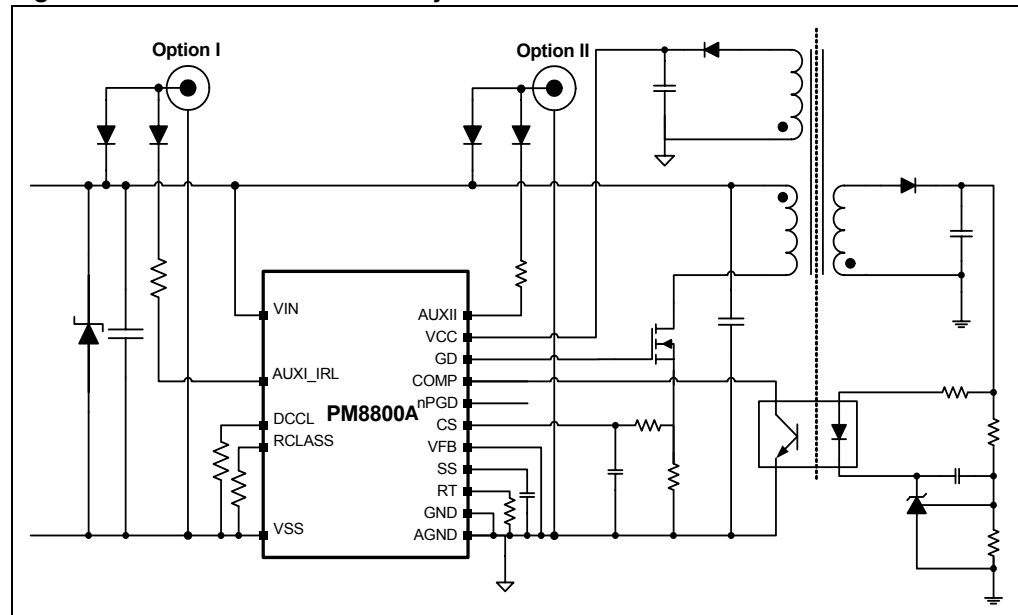 Option I
Option II
VIN
AUXI_IRL
DCCL
RCLASS
VSS
PM8800A
AUXII
VCC
GD
COMP
nPGD
CS
VFB
SS
RT
GND
AGND